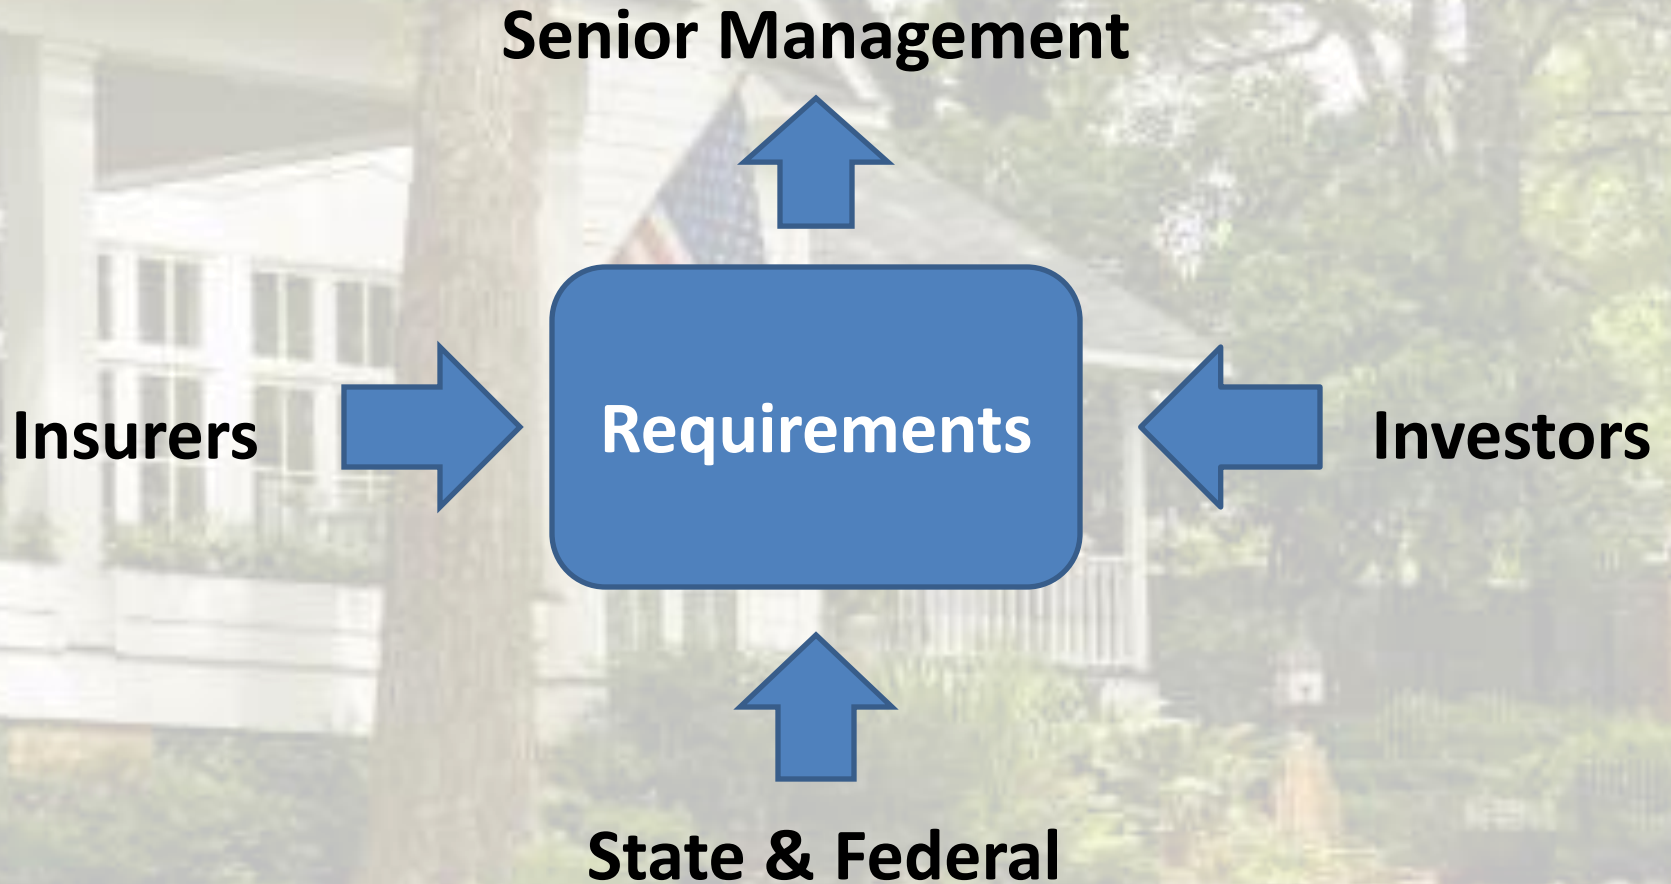 Senior Management
Insurers
Requirements
Investors
State & Federal